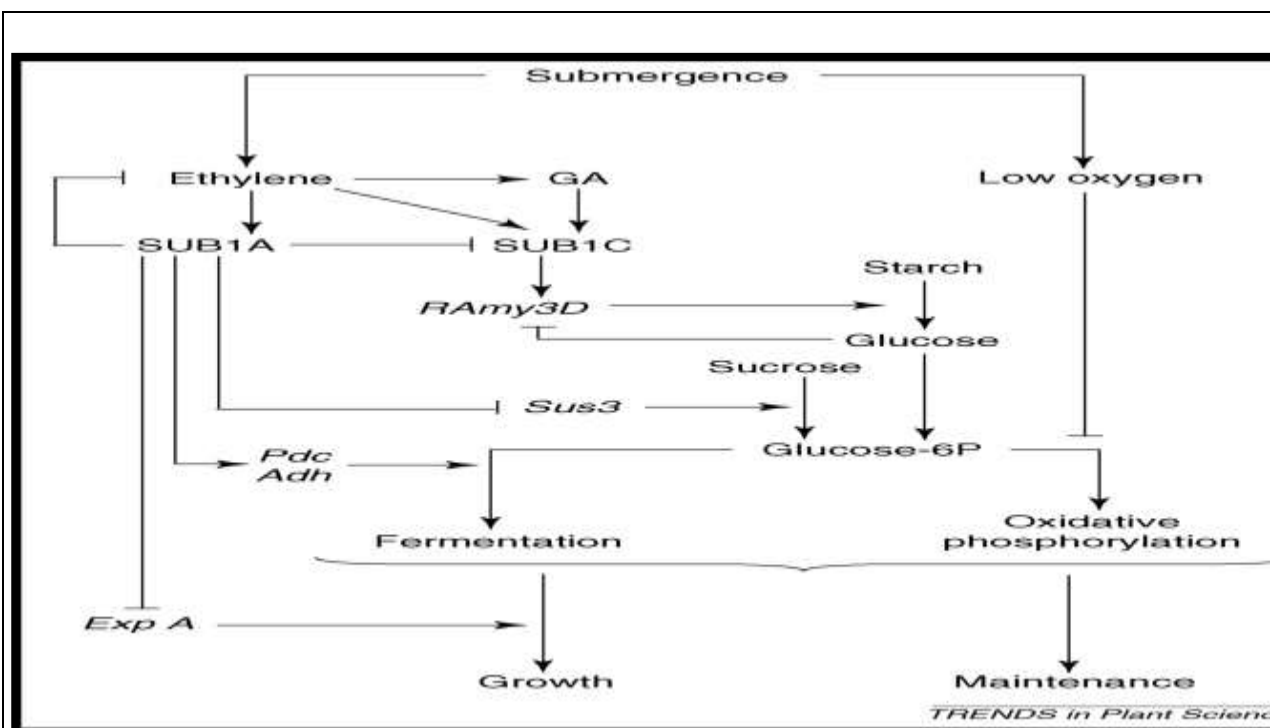 Submergence
Ethylene
GA
Low oxygen
SUB1A
SUB1C
Starch
RAmy3D
Glucose
Sucrose
Sus3
Glucose-6P
Pdc
Adh
Fermentation
Oxidative
phosphorylation
Exp A
Growth
Maintenance
TRENDS in Plant Scienc